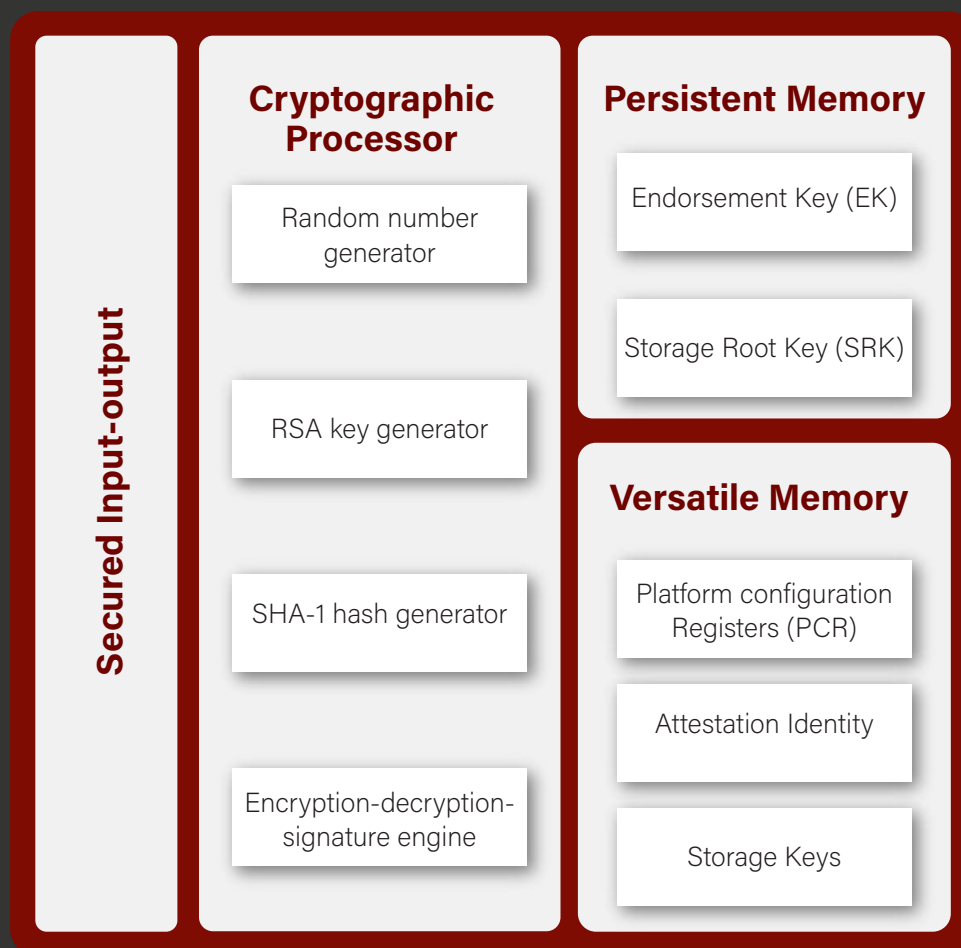 Secured Input-output
Cryptographic
Processor
Random number
generator
RSA key generator
SHA-1 hash generator
Encryption-decryption-
signature engine
Persistent Memory
Endorsement Key (EK)
Storage Root Key (SRK)
Versatile Memory
Platform configuration
Registers (PCR)
Attestation Identity
Storage Keys